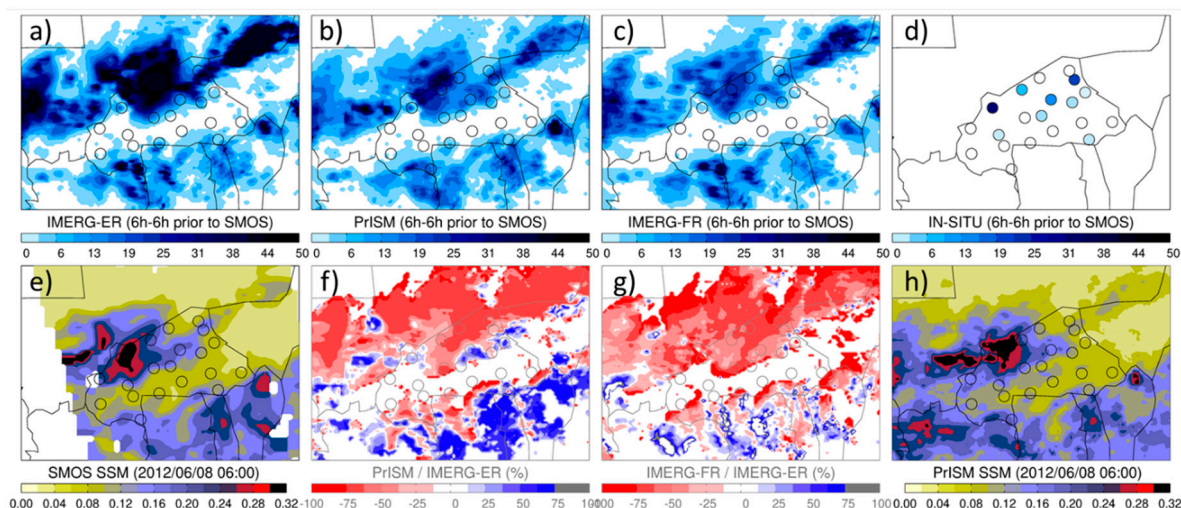 a) b) c) d)
IMERG-ER (6h-6h prior to SMOS) PrISM (6h-6h prior to SMOS) IMERG-FR (6h-6h prior to SMOS) IN-SITU (6h-6h prior to SMOS)
0 6 13 19 25 31 38 44 50 0 6 13 19 25 31 38 44 50 0 6 13 19 25 31 38 44 50 0 6 13 19 25 31 38 44 50
e) f) g) h)
SMOS SSM (2012/06/08 06:00) PrISM / IMERG-ER (%) IMERG-FR / IMERG-ER (%) PrISM SSM (2012/06/08 06:00)
0.00 0.04 0.08 0.12 0.16 0.20 0.24 0.28 0.32 -100 -75 -50 -25 0 25 50 75 100 -100 -75 -50 -25 0 25 50 75 100 0.00 0.04 0.08 0.12 0.16 0.20 0.24 0.28 0.32